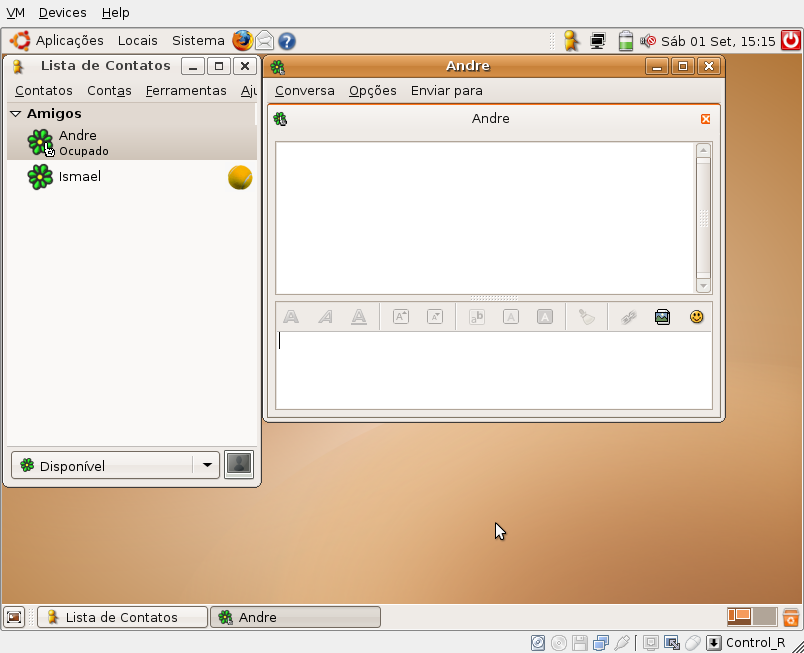 VM Devices Help
Aplicações Locais Sistema Sáb 01 Set, 15:15
Lista de Contatos
Contatos Contas Ferramentas Aju
Amigos
Andre
Ocupado
Ismael
Disponível
Andre
Conversa Opções Enviar para
Andre
Lista de Contatos Andre
Control_R